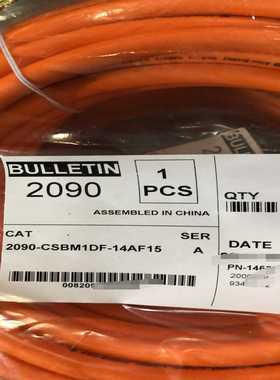 BULLETIN
2090
1
PCS
ASSEMBLED IN CHINA
QTY
CAT
SER
2090-CSBM1DF-14AF15
A
DATE